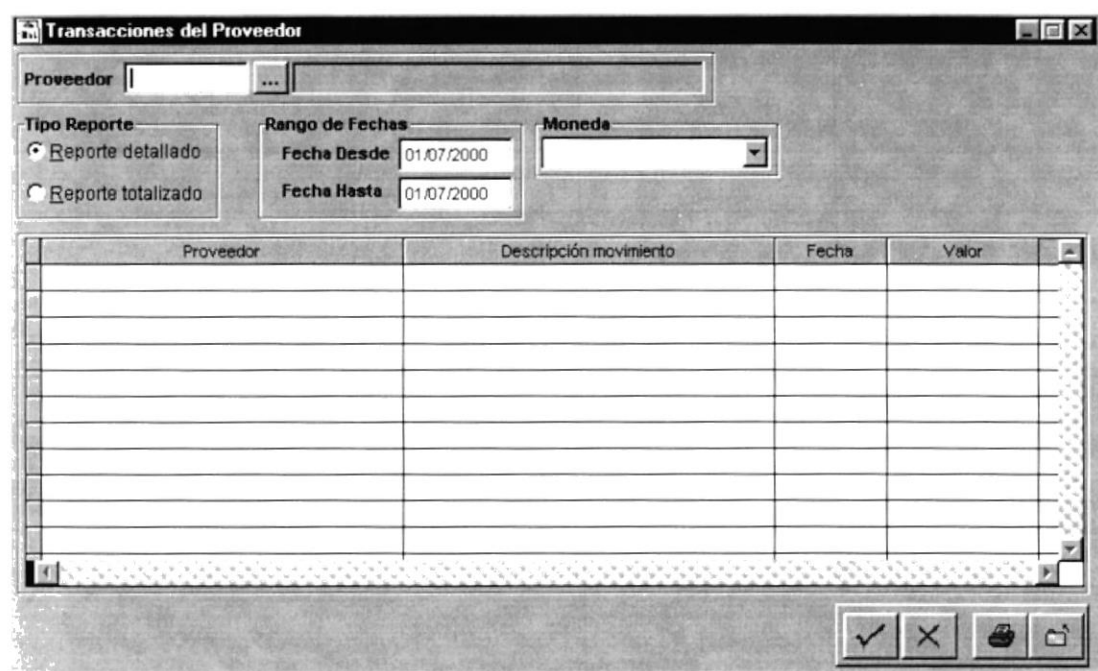 Transacciones del Proveedor
Proveedor ...
Tipo Reporte
Reporte detallado
Reporte totalizado
Rango de Fechas
Fecha Desde 01/07/2000
Fecha Hasta 01/07/2000
Moneda
Proveedor Descripción movimiento Fecha Valor